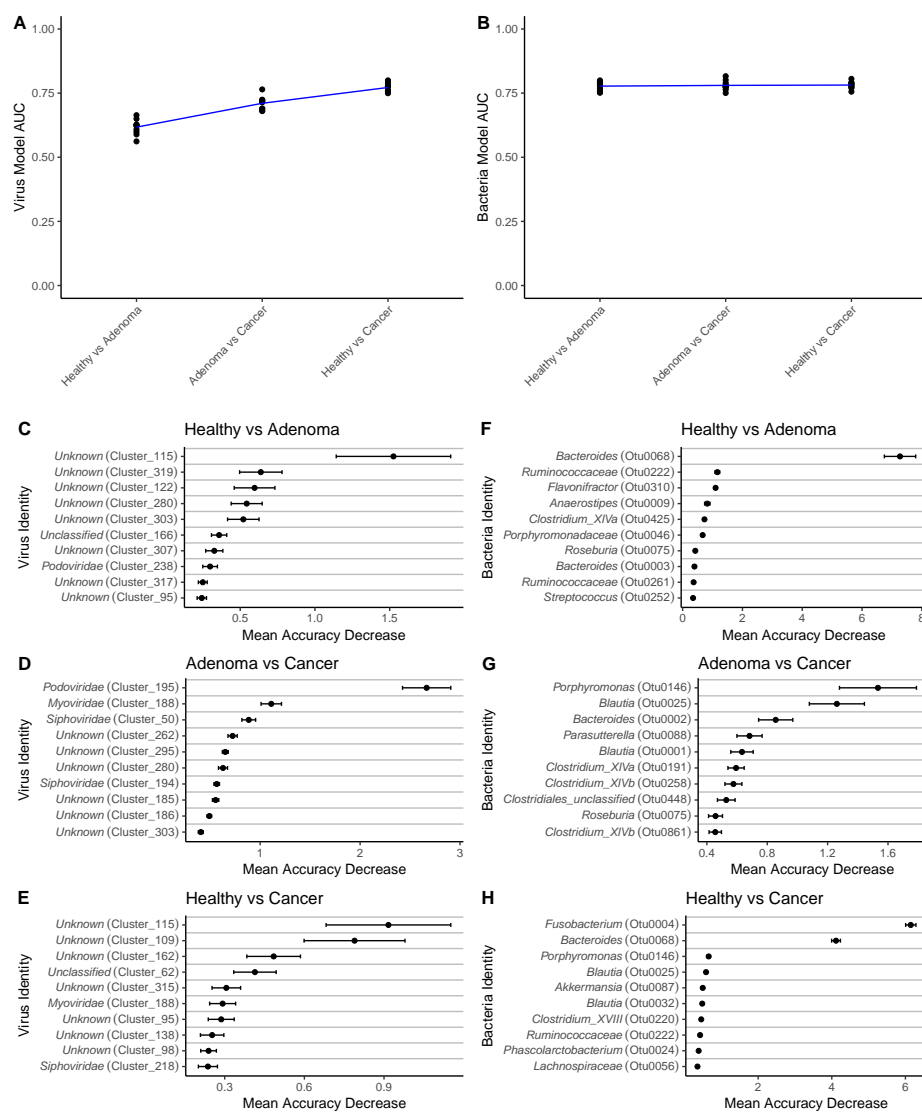 A
Virus Model AUC
1.00
0.75
0.50
0.25
0.00
Healthy vs Adenoma
Adenoma vs Cancer
Healthy vs Cancer
B
Bacteria Model AUC
1.00
0.75
0.50
0.25
0.00
Healthy vs Adenoma
Adenoma vs Cancer
Healthy vs Cancer
C
Healthy vs Adenoma
Virus Identity
Unknown (Cluster_115)
Unknown (Cluster_319)
Unknown (Cluster_122)
Unknown (Cluster_280)
Unknown (Cluster_303)
Unclassified (Cluster_166)
Unknown (Cluster_307)
Podoviridae (Cluster_238)
Unknown (Cluster_317)
Unknown (Cluster_95)
0.5 1.0 1.5
Mean Accuracy Decrease
F
Healthy vs Adenoma
Bacteria Identity
Bacteroides (Otu0068)
Ruminococcaceae (Otu0222)
Flavonifractor (Otu0310)
Anaerostipes (Otu0009)
Clostridium_XIVa (Otu0425)
Porphyromonadaceae (Otu0046)
Roseburia (Otu0075)
Bacteroides (Otu0003)
Ruminococcaceae (Otu0261)
Streptococcus (Otu0252)
0 2 4 6 8
Mean Accuracy Decrease
D
Adenoma vs Cancer
Virus Identity
Podoviridae (Cluster_195)
Myoviridae (Cluster_188)
Siphoviridae (Cluster_50)
Unknown (Cluster_262)
Unknown (Cluster_295)
Unknown (Cluster_280)
Siphoviridae (Cluster_194)
Unknown (Cluster_185)
Unknown (Cluster_186)
Unknown (Cluster_303)
1 2 3
Mean Accuracy Decrease
G
Adenoma vs Cancer
Bacteria Identity
Porphyromonas (Otu0146)
Blautia (Otu0025)
Bacteroides (Otu0002)
Parasutterella (Otu0088)
Blautia (Otu0001)
Clostridium_XIVa (Otu0191)
Clostridium_XIVb (Otu0258)
Clostridiales_unclassified (Otu0448)
Roseburia (Otu0075)
Clostridium_XIVb (Otu0861)
0.4 0.8 1.2 1.6
Mean Accuracy Decrease
E
Healthy vs Cancer
Virus Identity
Unknown (Cluster_115)
Unknown (Cluster_109)
Unknown (Cluster_162)
Unclassified (Cluster_62)
Unknown (Cluster_315)
Myoviridae (Cluster_188)
Unknown (Cluster_95)
Unknown (Cluster_138)
Unknown (Cluster_98)
Siphoviridae (Cluster_218)
0.3 0.6 0.9
Mean Accuracy Decrease
H
Healthy vs Cancer
Bacteria Identity
Fusobacterium (Otu0004)
Bacteroides (Otu0068)
Porphyromonas (Otu0146)
Blautia (Otu0025)
Akkermansia (Otu0087)
Blautia (Otu0032)
Clostridium_XVIII (Otu0220)
Ruminococcaceae (Otu0222)
Phascolarctobacterium (Otu0024)
Lachnospiraceae (Otu0056)
2 4 6
Mean Accuracy Decrease